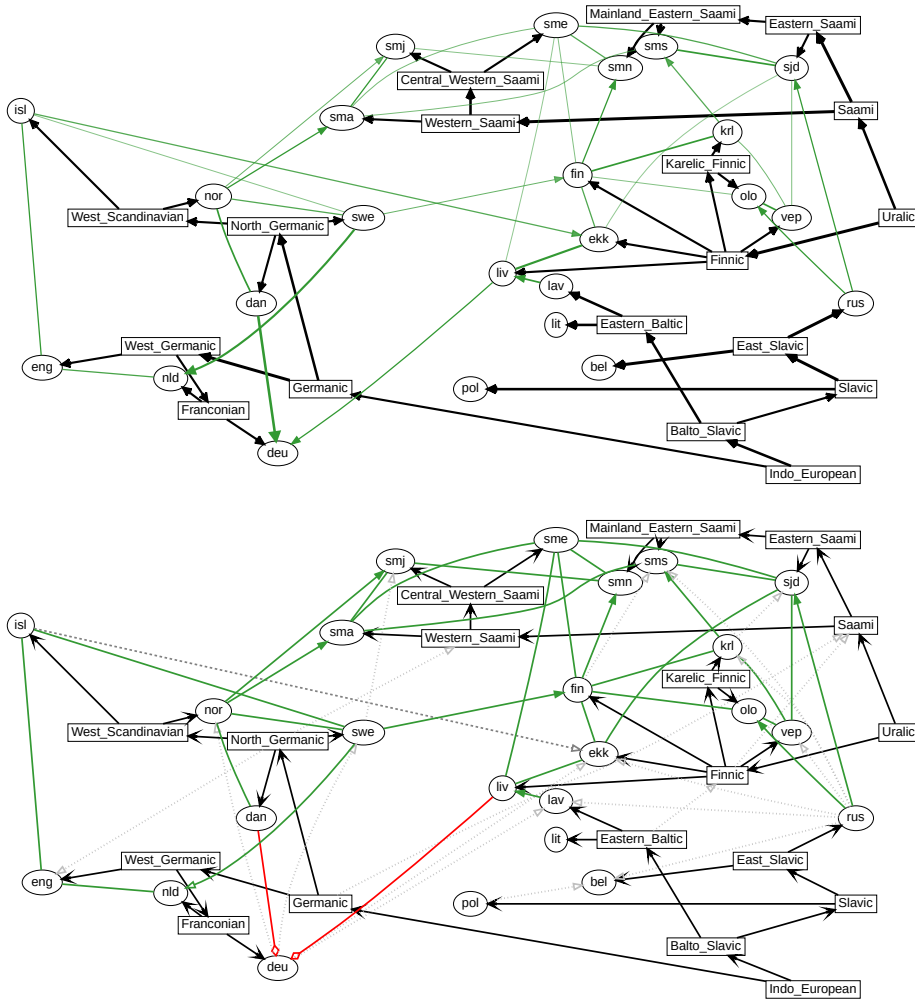 Mainland_Eastern_Saami
sme
Eastern_Saami
smj
sms
smn
sjd
Central_Western_Saami
isl
sma
Western_Saami
Saami
krl
Karelic_Finnic
fin
nor
olo
West_Scandinavian
North_Germanic
swe
vep
Uralic
ekk
Finnic
liv
lav
dan
rus
lit
Eastern_Baltic
West_Germanic
East_Slavic
eng
nld
bel
Germanic
pol
Slavic
Franconian
Balto_Slavic
deu
Indo_European
Mainland_Eastern_Saami
sme
Eastern_Saami
smj
sms
smn
sjd
Central_Western_Saami
isl
sma
Western_Saami
Saami
krl
Karelic_Finnic
fin
nor
olo
West_Scandinavian
North_Germanic
swe
vep
Uralic
ekk
Finnic
liv
lav
dan
rus
lit
Eastern_Baltic
West_Germanic
East_Slavic
eng
nld
bel
Germanic
pol
Slavic
Franconian
Balto_Slavic
deu
Indo_European